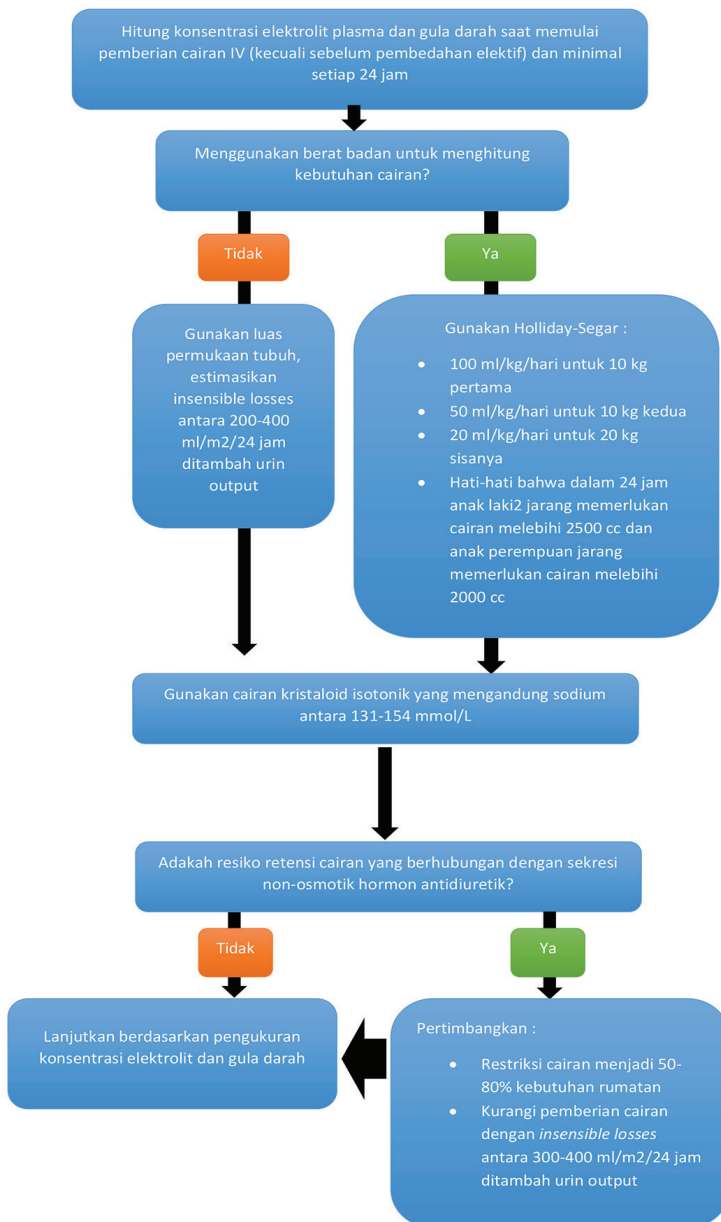 Hitung konsentrasi elektrolit plasma dan gula darah saat memulai
pemberian cairan IV (kecuali sebelum pembedahan elektif) dan minimal
setiap 24 jam
Menggunakan berat badan untuk menghitung
kebutuhan cairan?
Tidak
Ya
Gunakan luas
permukaan tubuh,
estimasikan
insensible losses
antara 200-400
ml/m2/24 jam
ditambah urin
output
Gunakan Holliday-Segar :
• 100 ml/kg/hari untuk 10 kg
pertama
• 50 ml/kg/hari untuk 10 kg kedua
• 20 ml/kg/hari untuk 20 kg
sisanya
• Hati-hati bahwa dalam 24 jam
anak laki2 jarang memerlukan
cairan melebihi 2500 cc dan
anak perempuan jarang
memerlukan cairan melebihi
2000 cc
Gunakan cairan kristaloid isotonik yang mengandung sodium
antara 131-154 mmol/L
Adakah resiko retensi cairan yang berhubungan dengan sekresi
non-osmotik hormon antidiuretik?
Tidak
Ya
Lanjutkan berdasarkan pengukuran
konsentrasi elektrolit dan gula darah
Pertimbangkan :
• Restriksi cairan menjadi 50-
80% kebutuhan rumatan
• Kurangi pemberian cairan
dengan insensible losses
antara 300-400 ml/m2/24 jam
ditambah urin output